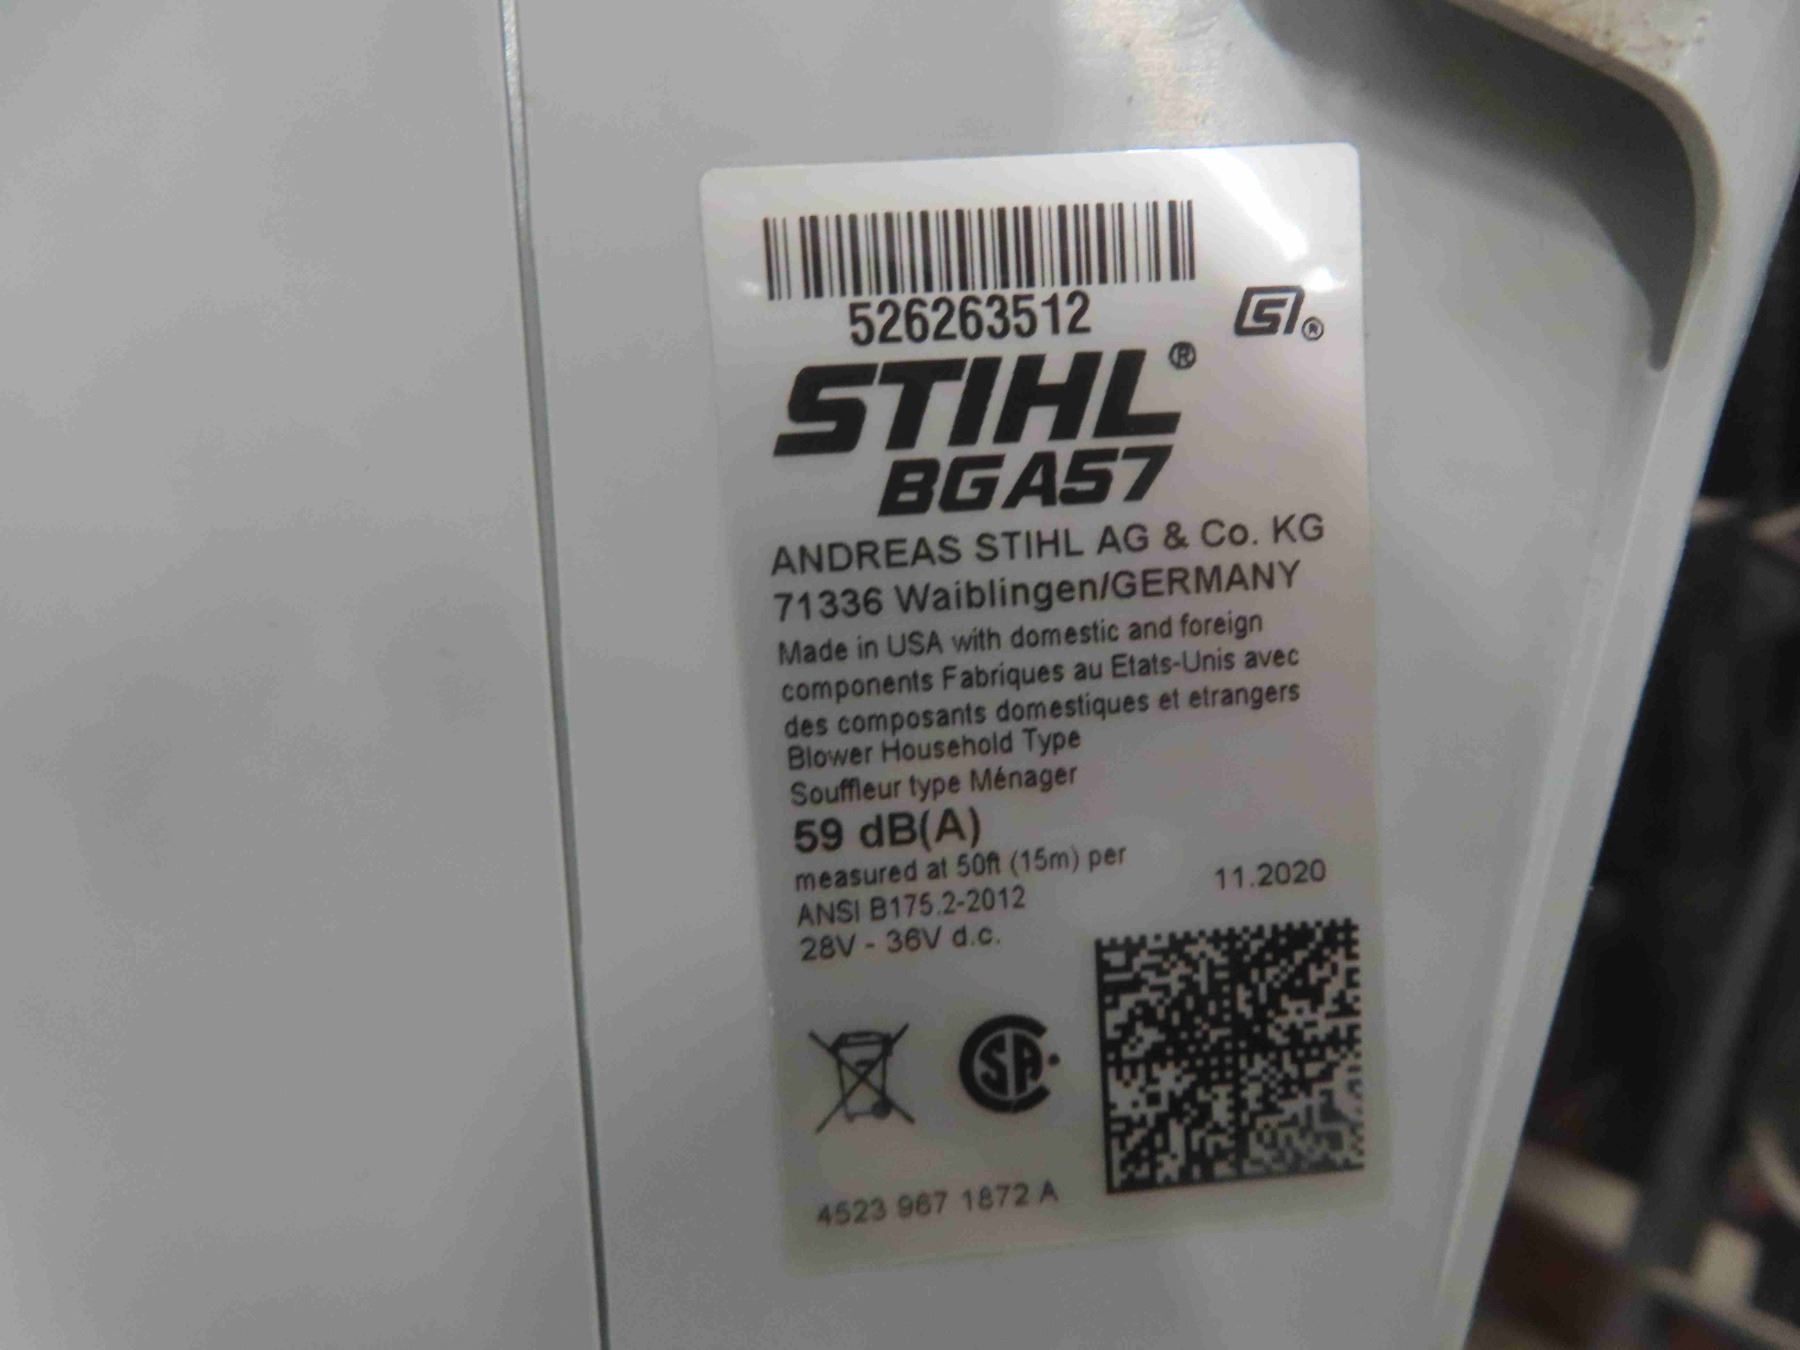 526263512
SI®
STIHL®
BGA57
ANDREAS STIHL AG & Co. KG
71336 Waiblingen/GERMANY
Made in USA with domestic and foreign
components Fabriques au Etats-Unis avec
des composants domestiques et etrangers
Blower Household Type
Souffleur type Ménager
59 dB(A)
measured at 50ft (15m) per
ANSI B175.2-2012
28V - 36V d.c.
11.2020
CSA
4523 967 1872 A